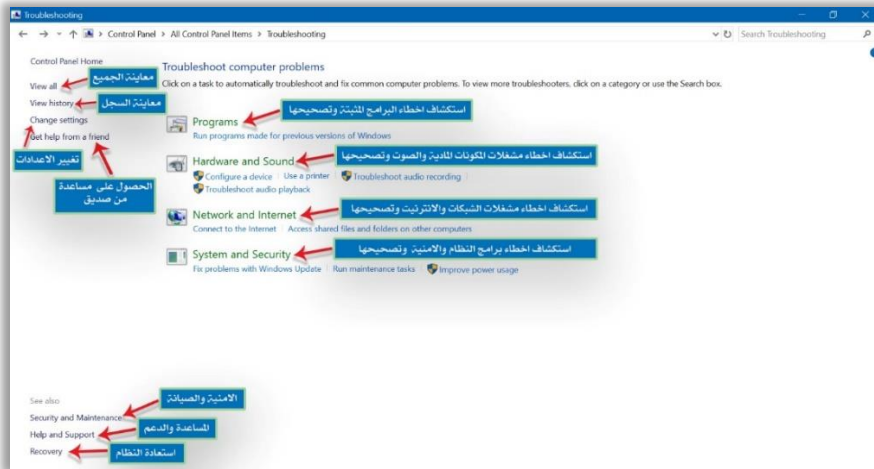 Troubleshooting
Control Panel > All Control Panel Items > Troubleshooting
Search Troubleshooting
Control Panel Home
View all
معاينة الجميع
View history
معاينة السجل
Change settings
تغيير الاعدادات
Get help from a friend
الحصول على مساعدة
من صديق
Troubleshoot computer problems
Click on a task to automatically troubleshoot and fix common computer problems. To view more troubleshooters, click on a category or use the Search box.
Programs
استكشاف اخطاء البرامج المثبتة وتصحيحها
Run programs made for previous versions of Windows
Hardware and Sound
استكشاف اخطاء مشغلات المكونات المادية والصوت وتصحيحها
Configure a device | Use a printer | Troubleshoot audio recording |
Troubleshoot audio playback
Network and Internet
استكشاف اخطاء مشغلات الشبكات والانترنيت وتصحيحها
Connect to the Internet | Access shared files and folders on other computers
System and Security
استكشاف اخطاء برامج النظام والامنية وتصحيحها
Fix problems with Windows Update | Run maintenance tasks | Improve power usage
See also
الامنية والصيانة
Security and Maintenance
المساعدة والدعم
Help and Support
Recovery
استعادة النظام